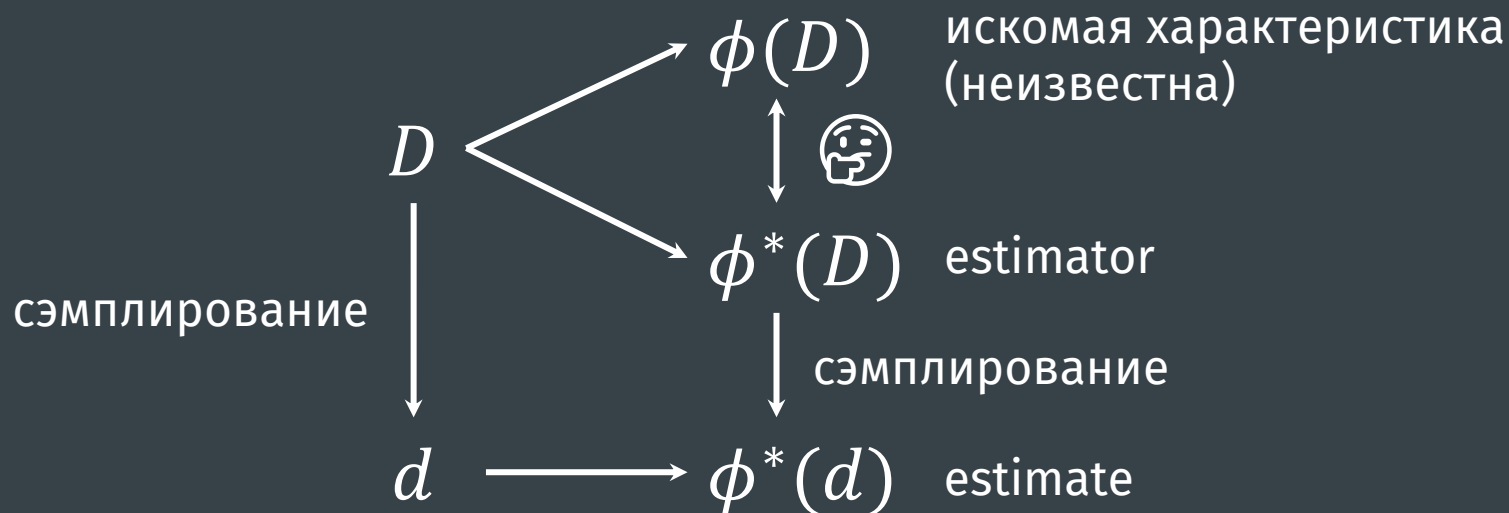 ϕ(D) искомая характеристика
(неизвестна)
D
ϕ*(D) estimator
сэмплирование
сэмплирование
d ϕ*(d) estimate